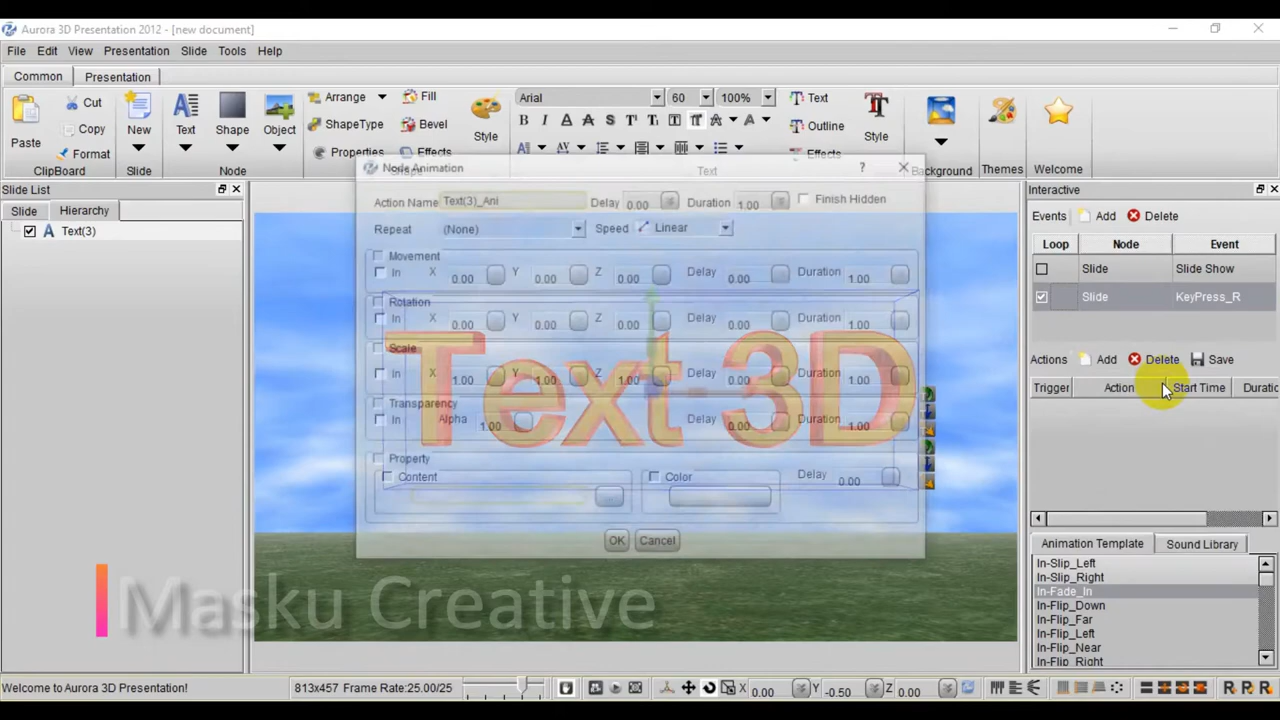 Aurora 3D Presentation 2012 - [new document]
File Edit View Presentation Slide Tools Help
Common Presentation
Paste Cut Copy Format ClipBoard
New Slide
Text Shape Object Node
Arrange Fill
ShapeType Bevel
Properties Effects
Style Shape
Arial 60 100%
B I A A S T T T T A A
Text
Text Outline Effects
Style
Background
Themes
Welcome
Slide List
Slide Hierarchy
Text(3)
Node Animation ? ×
Action Name Text(3)_Ani Delay 0.00 Duration 1.00 Finish Hidden
Repeat (None) Speed Linear
Movement
In X 0.00 Y 0.00 Z 0.00 Delay 0.00 Duration 1.00
Rotation
In X 0.00 Y 0.00 Z 0.00 Delay 0.00 Duration 1.00
Scale
In X 1.00 Y 1.00 Z 1.00 Delay 0.00 Duration 1.00
Transparency
In Alpha 1.00 Delay 0.00 Duration 1.00
Property
Content Color Delay 0.00
OK Cancel
Text 3D
Masku Creative
Interactive
Events Add Delete
Loop Node Event
Slide Slide Show
Slide KeyPress_R
Actions Add Delete Save
Trigger Action Start Time Duratic
Animation Template Sound Library
In-Slip_Left
In-Slip_Right
In-Fade_In
In-Flip_Down
In-Flip_Far
In-Flip_Left
In-Flip_Near
In-Flip_Right
Welcome to Aurora 3D Presentation! 813x457 Frame Rate:25.00/25 X 0.00 Y -0.50 Z 0.00